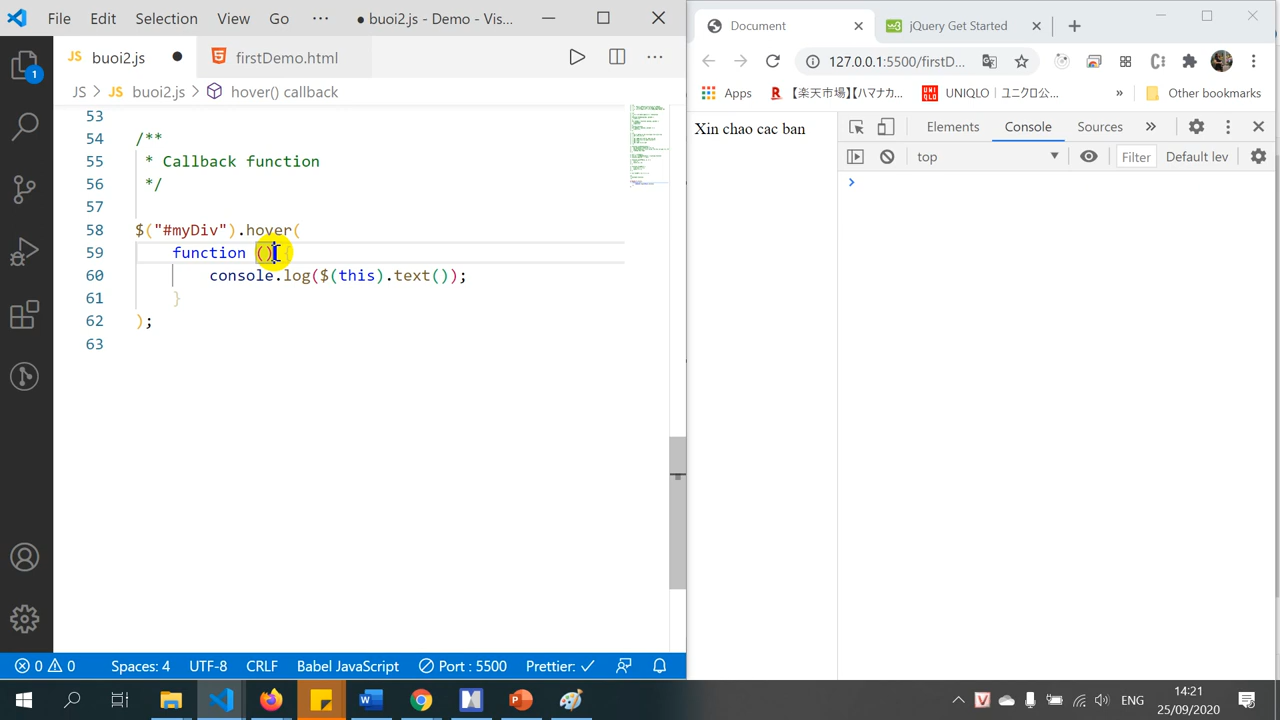 File Edit Selection View Go ··· ● buoi2.js - Demo - Vis...
JS buoi2.js ● firstDemo.html ···
JS > JS buoi2.js > hover() callback
53
54 /**
55 * Callback function
56 */
57
58 $("#myDiv").hover(
59 function () {
60 console.log($(this).text());
61 }
62 );
63
1
0 0 Spaces: 4 UTF-8 CRLF Babel JavaScript Port : 5500 Prettier: ✓
Document jQuery Get Started
127.0.0.1:5500/firstD...
Apps 【楽天市場】【ハマナカ... UNIQLO | ユニクロ公... » Other bookmarks
Xin chao cac ban
Elements Console Sources
top Filter Default lev
ENG 14:21
25/09/2020